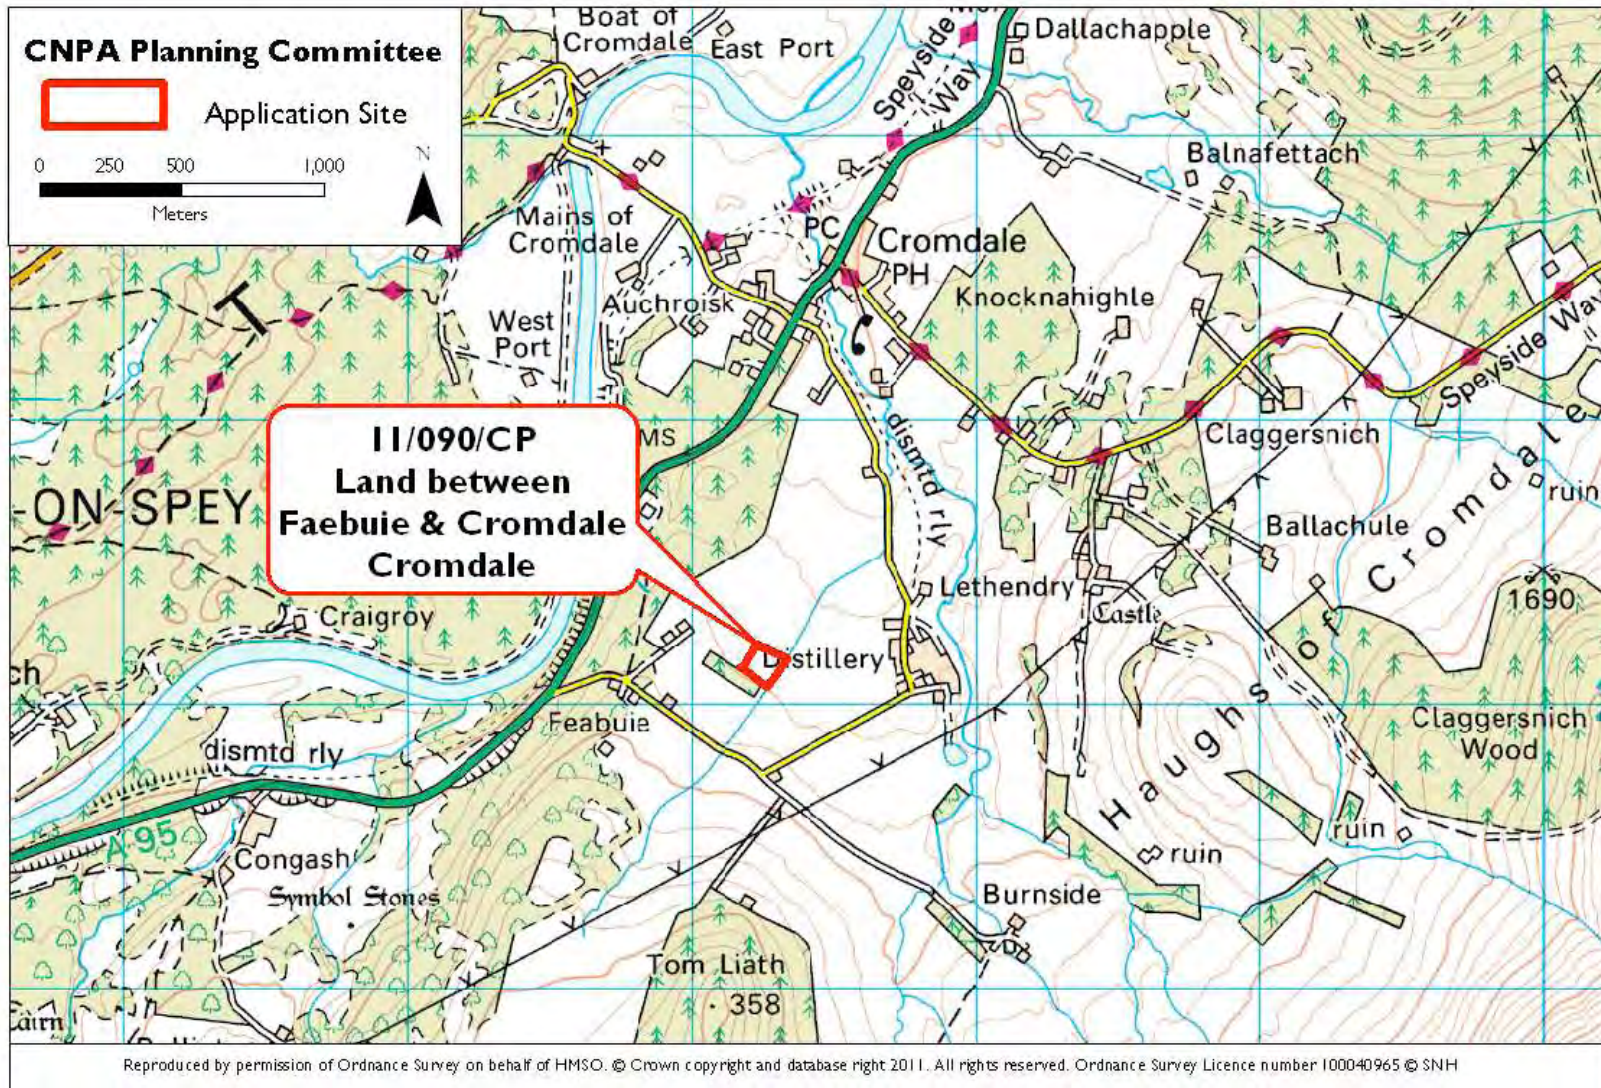 CNPA Planning Committee
Application Site
0 250 500 1,000
Meters
N
Boat of
Cromdale
East Port
Speyside
Way
Dallachapple
Balnafettach
Mains of
Cromdale
PC
Cromdale
PH
Auchroisk
Knocknahighle
West
Port
T
MS
11/090/CP
Land between
Faebuie & Cromdale
Cromdale
-ON-SPEY
dismtd rly
Speyside Way
Claggersnich
ruin
Ballachule
Haughs of Cromdale
1690
Lethendry
Castle
Craigroy
ch
Distillery
Feabuie
dismtd rly
Claggersnich
Wood
A 95
Congash
Symbol Stones
ruin
ruin
Burnside
Tom Liath
358
Cairn
Reproduced by permission of Ordnance Survey on behalf of HMSO. © Crown copyright and database right 2011. All rights reserved. Ordnance Survey Licence number 100040965 © SNH